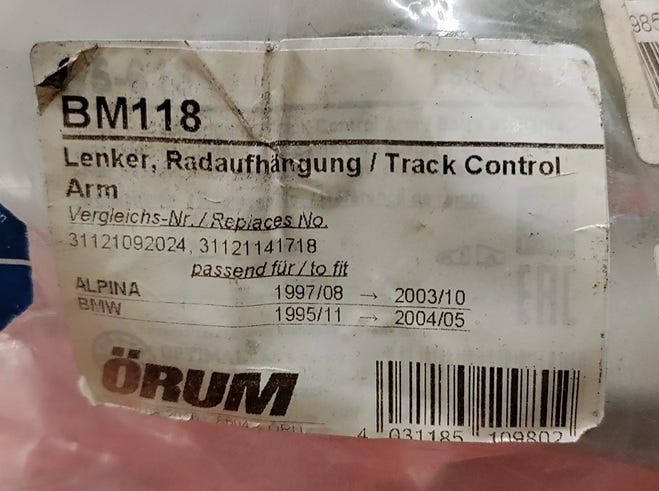 BM118
Lenker, Radaufhängung / Track Control
Arm
Vergleichs-Nr. / Replaces No.
31121092024, 31121141718
passend für / to fit
ALPINA 1997/08 → 2003/10
BMW 1995/11 → 2004/05
ÖRUM
4 031185 109802
985